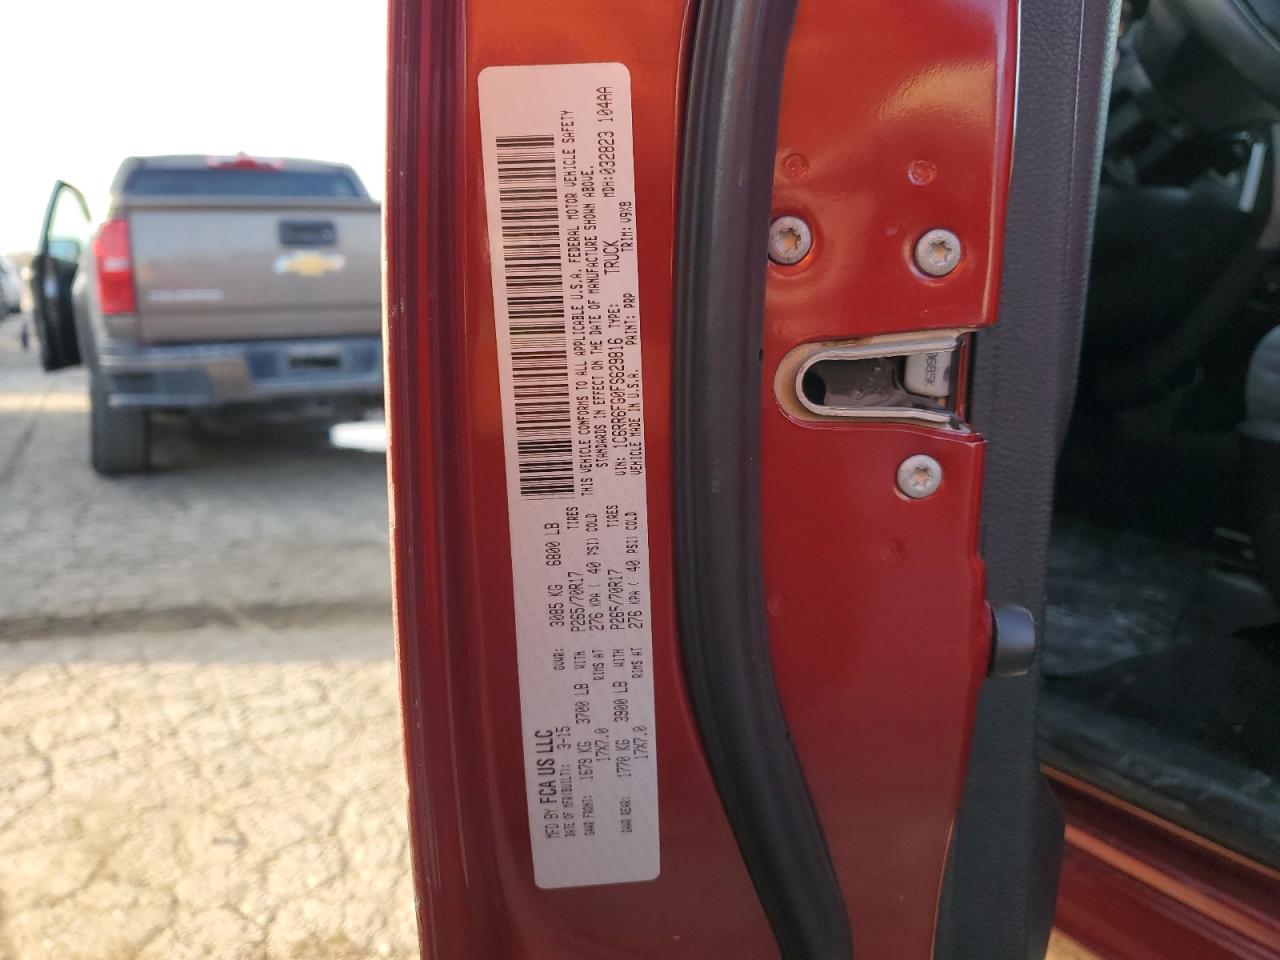 MFD BY FCA US LLC
DATE OF MFR(BUILT): 3-15 GVWR: 3085 KG 6800 LB
GAWR FRONT: 1679 KG 3700 LB WITH P265/70R17 TIRES
17X7.0 RIMS AT 276 KPA ( 40 PSI) COLD
GAWR REAR: 1770 KG 3900 LB WITH P265/70R17 TIRES
17X7.0 RIMS AT 276 KPA ( 40 PSI) COLD
THIS VEHICLE CONFORMS TO ALL APPLICABLE U.S.A. FEDERAL MOTOR VEHICLE SAFETY
STANDARDS IN EFFECT ON THE DATE OF MANUFACTURE SHOWN ABOVE.
VIN: 1C6RR6FG0FS629816 TYPE: TRUCK MDH:032823 104AA
VEHICLE MADE IN U.S.A. PAINT: PRP TRIM: V9X8
0685K